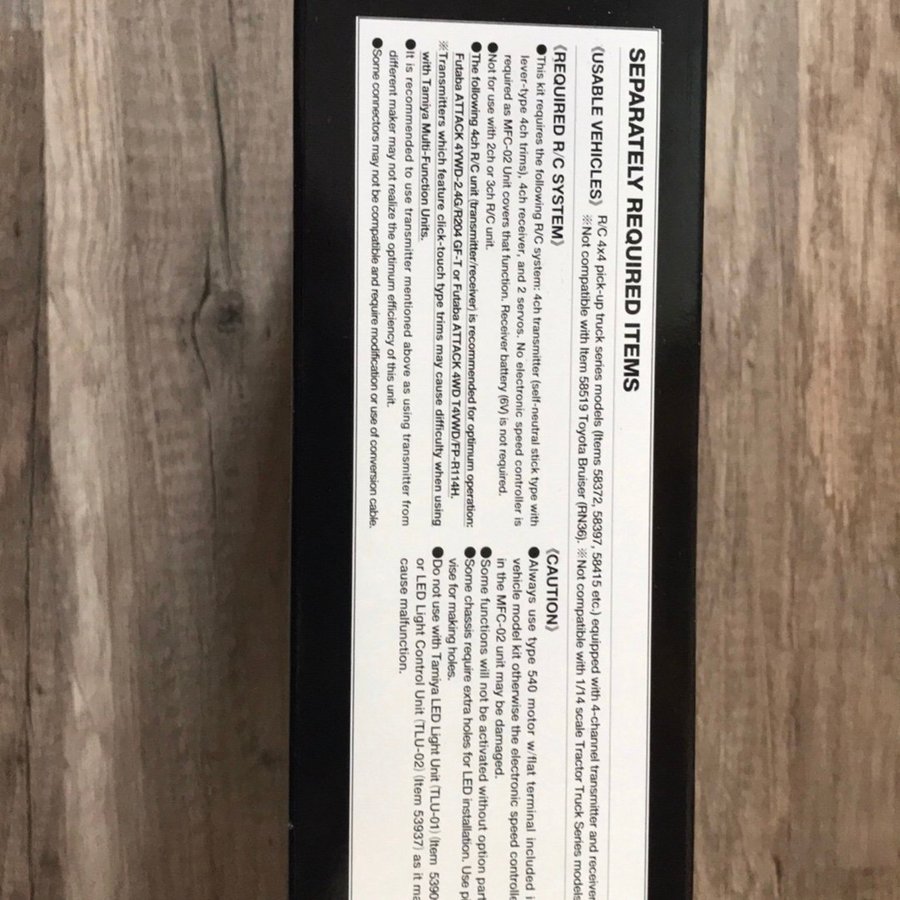 SEPARATELY REQUIRED ITEMS
《USABLE VEHICLES》 R/C 4x4 pick-up truck series models (Items 58372, 58397, 58415 etc.) equipped with 4-channel transmitter and receiver
※Not compatible with Item 58519 Toyota Bruiser (RN36). ※Not compatible with 1/14 scale Tractor Truck Series models
《REQUIRED R/C SYSTEM》
●This kit requires the following R/C system: 4ch transmitter (self-neutral stick type with
lever-type 4ch trims), 4ch receiver, and 2 servos. No electronic speed controller is
required as MFC-02 Unit covers that function. Receiver battery (6V) is not required.
●Not for use with 2ch or 3ch R/C unit.
●The following 4ch R/C unit (transmitter/receiver) is recommended for optimum operation:
Futaba ATTACK 4YWD-2.4G/R204 GF-T or Futaba ATTACK 4WD T4VWD/FP-R114H.
※Transmitters which feature click-touch type trims may cause difficulty when using
with Tamiya Multi-Function Units.
●It is recommended to use transmitter mentioned above as using transmitter from
different maker may not realize the optimum efficiency of this unit.
●Some connectors may not be compatible and require modification or use of conversion cable.
《CAUTION》
●Always use type 540 motor w/flat terminal included i
vehicle model kit otherwise the electronic speed controlle
in the MFC-02 unit may be damaged.
●Some functions will not be activated without option part
●Some chassis require extra holes for LED installation. Use p
vise for making holes.
●Do not use with Tamiya LED Light Unit (TLU-01) (Item 5390
or LED Light Control Unit (TLU-02) (Item 53937) as it ma
cause malfunction.